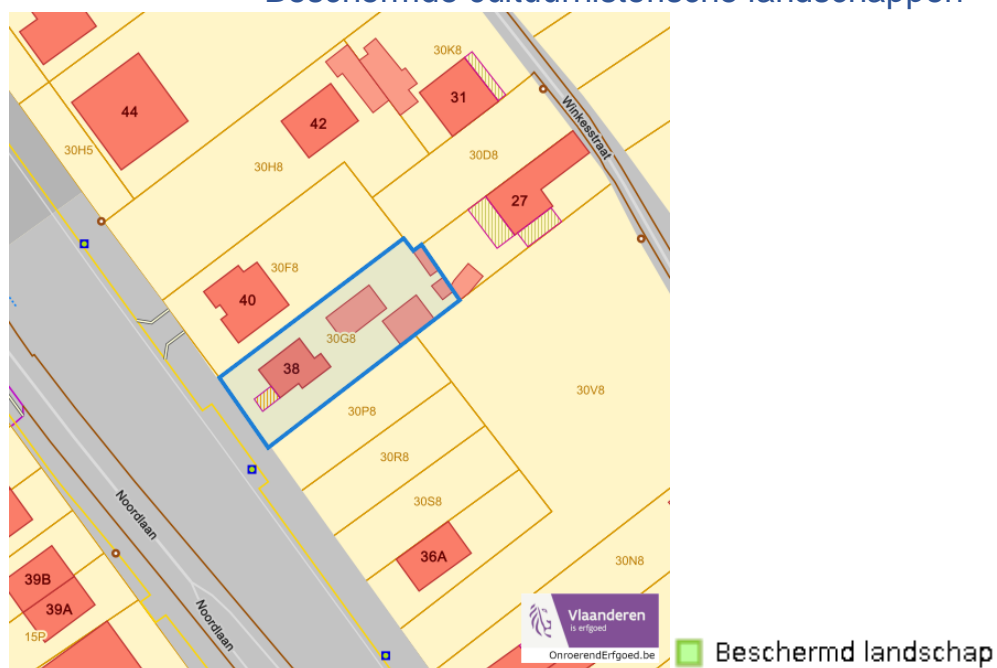 Beschermde cultuurhistorische landschappen
30K8
44
31
42
Winkesstraat
30H5
30D8
30H8
27
30F8
40
30G8
38
30V8
30P8
30R8
Noordlaan
30S8
36A
30N8
39B
39A
Noordlaan
15P
Vlaanderen
is erfgoed
OnroerendErfgoed.be
Beschermd landschap